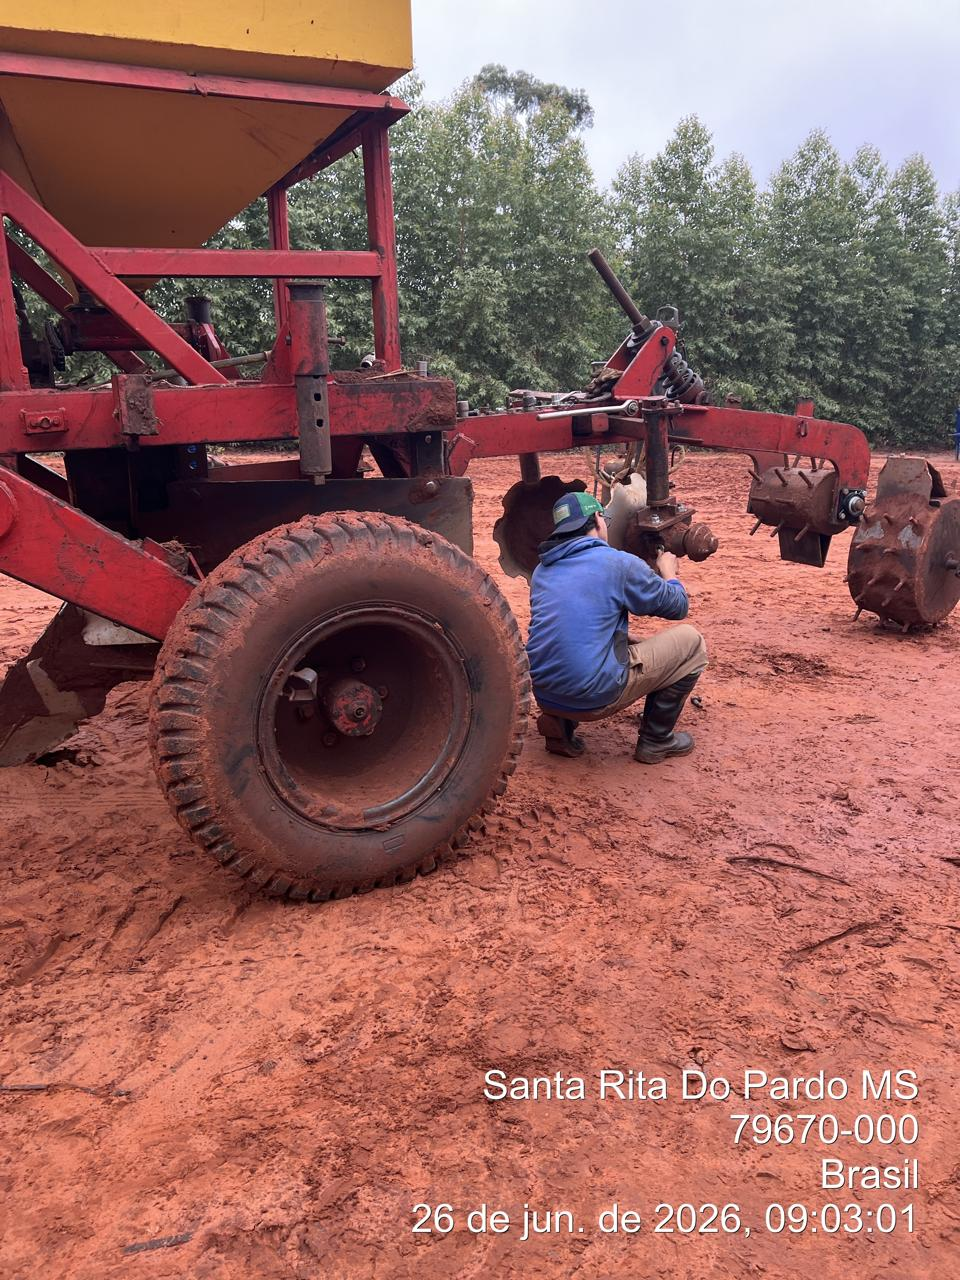 Santa Rita Do Pardo MS
79670-000
Brasil
26 de jun. de 2026, 09:03:01